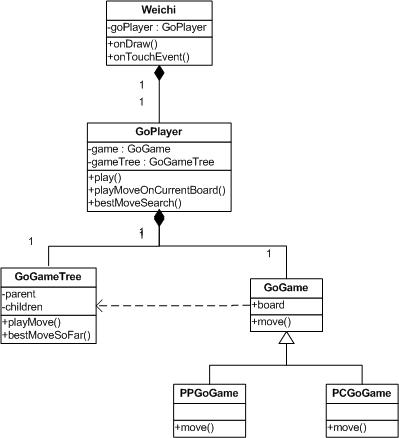 Weichi
-goPlayer : GoPlayer
+onDraw()
+onTouchEvent()
1
1
GoPlayer
-game : GoGame
-gameTree : GoGameTree
+play()
+playMoveOnCurrentBoard()
+bestMoveSearch()
1
1
1
1
GoGameTree
-parent
-children
+playMove()
+bestMoveSoFar()
GoGame
+board
+move()
PPGoGame
+move()
PCGoGame
+move()